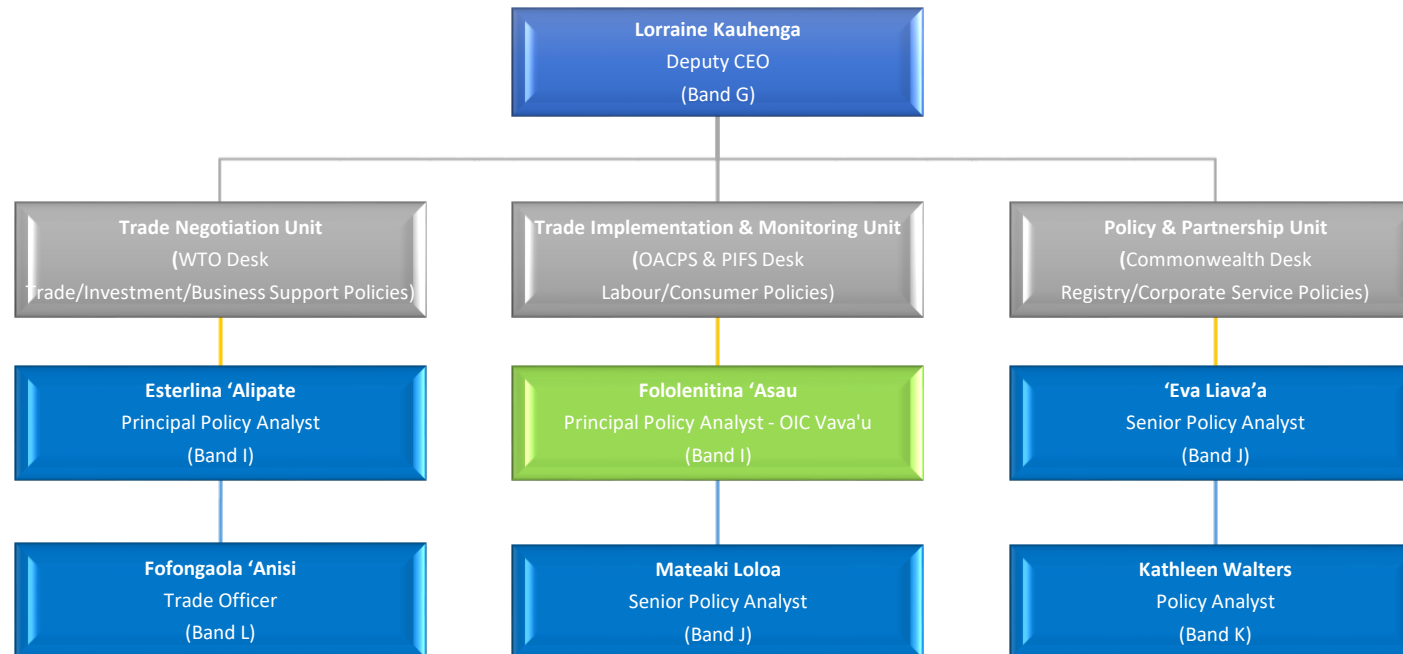 Lorraine Kauhenga
Deputy CEO
(Band G)
Trade Negotiation Unit
(WTO Desk
Trade/Investment/Business Support Policies)
Trade Implementation & Monitoring Unit
(OACPS & PIFS Desk
Labour/Consumer Policies)
Policy & Partnership Unit
(Commonwealth Desk
Registry/Corporate Service Policies)
Esterlina ‘Alipate
Principal Policy Analyst
(Band I)
Fololenitina ‘Asau
Principal Policy Analyst - OIC Vava'u
(Band I)
‘Eva Liava’a
Senior Policy Analyst
(Band J)
Fofongaola ‘Anisi
Trade Officer
(Band L)
Mateaki Loloa
Senior Policy Analyst
(Band J)
Kathleen Walters
Policy Analyst
(Band K)